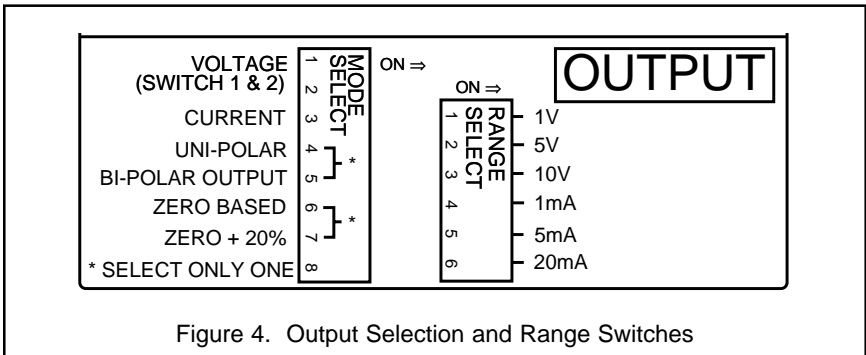 VOLTAGE
(SWITCH 1 & 2)
CURRENT
UNI-POLAR
BI-POLAR OUTPUT
ZERO BASED
ZERO + 20%
* SELECT ONLY ONE
1
2
3
4
5
6
7
8
MODE
SELECT
*
*
ON ⇒
ON ⇒
1
2
3
4
5
6
RANGE
SELECT
1V
5V
10V
1mA
5mA
20mA
OUTPUT
Figure 4. Output Selection and Range Switches